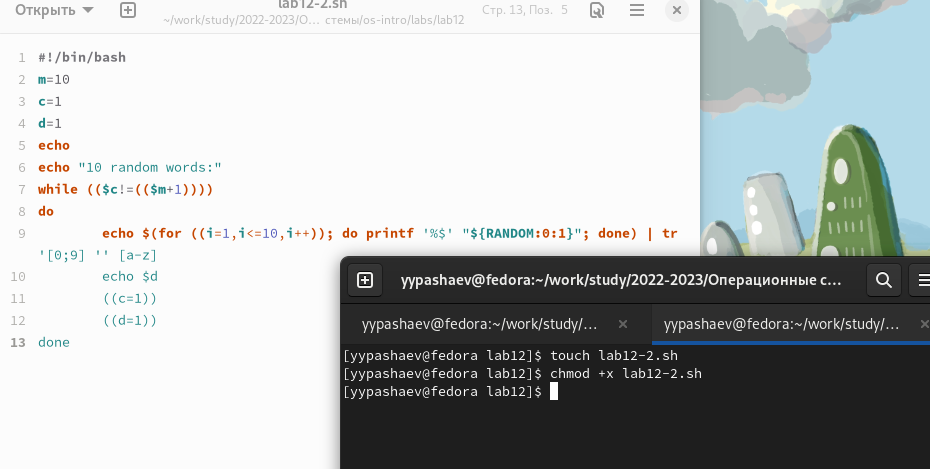 Открыть
lab12-2.sh
~/work/study/2022-2023/О… стемы/os-intro/labs/lab12
Стр. 13, Поз. 5
1 #!/bin/bash
2 m=10
3 c=1
4 d=1
5 echo
6 echo "10 random words:"
7 while (($c!=(($m+1))))
8 do
9 echo $(for ((i=1,i<=10,i++)); do printf '%$' "${RANDOM:0:1}"; done) | tr
'[0;9] '' [a-z]
10 echo $d
11 ((c=1))
12 ((d=1))
13 done
yypashaev@fedora:~/work/study/2022-2023/Операционные с…
yypashaev@fedora:~/work/study/…
yypashaev@fedora:~/work/study/…
[yypashaev@fedora lab12]$ touch lab12-2.sh
[yypashaev@fedora lab12]$ chmod +x lab12-2.sh
[yypashaev@fedora lab12]$